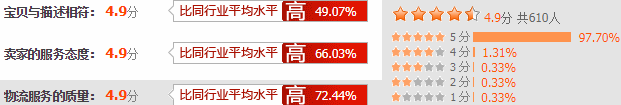 宝贝与描述相符：4.9分 比同行业平均水平 高 49.07%
卖家的服务态度：4.9分 比同行业平均水平 高 66.03%
物流服务的质量：4.9分 比同行业平均水平 高 72.44%
4.9分 共610人
5分 97.70%
4分 1.31%
3分 0.33%
2分 0.33%
1分 0.33%